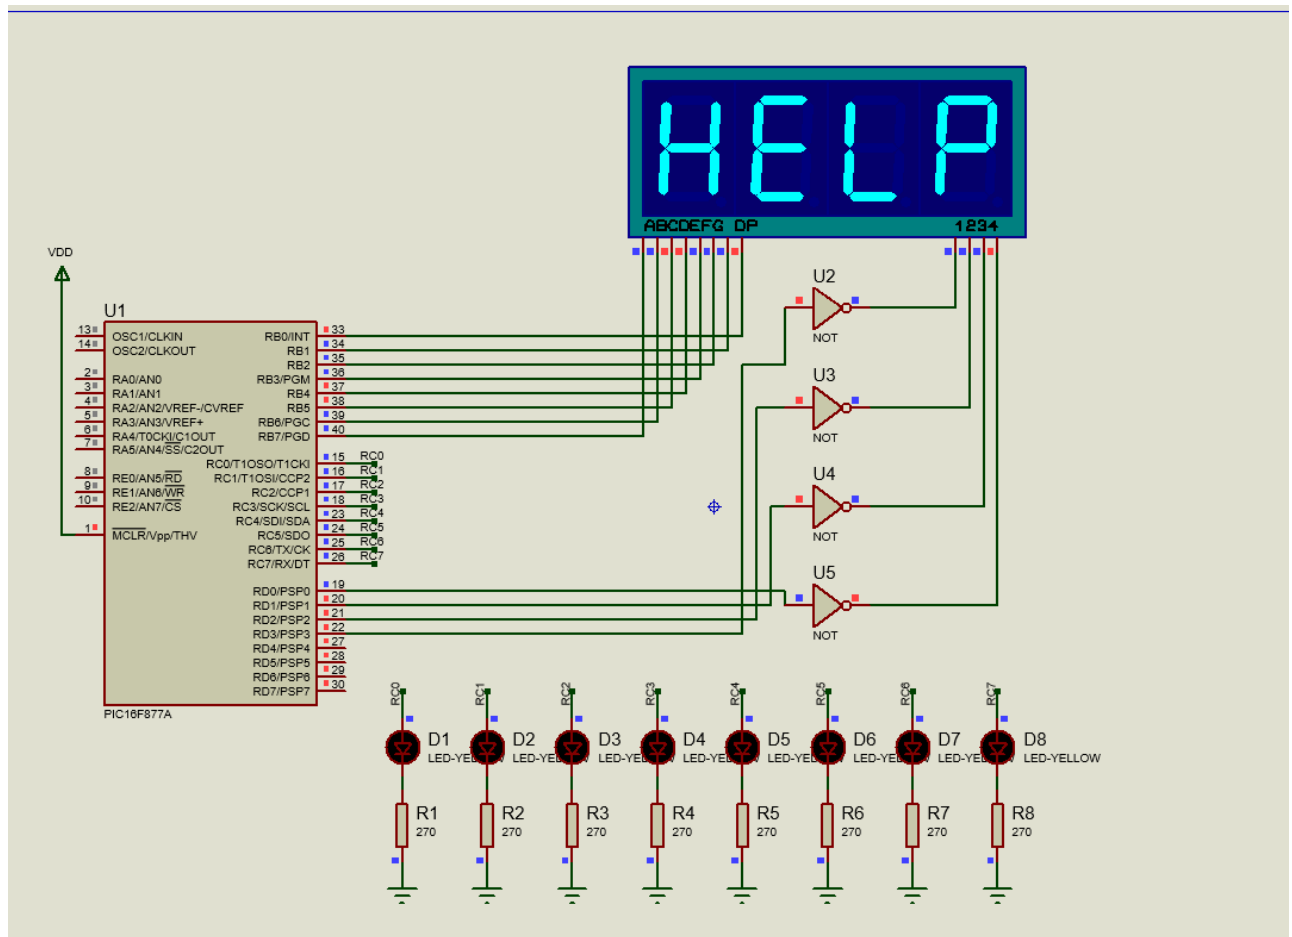 HELP
ABCDEFG DP 1234
VDD
U1
13 OSC1/CLKIN
14 OSC2/CLKOUT
2 RA0/AN0
3 RA1/AN1
4 RA2/AN2/VREF-/CVREF
5 RA3/AN3/VREF+
6 RA4/T0CKI/C1OUT
7 RA5/AN4/SS/C2OUT
8 RE0/AN5/RD
9 RE1/AN6/WR
10 RE2/AN7/CS
1 MCLR/Vpp/THV
RB0/INT 33
RB1 34
RB2 35
RB3/PGM 36
RB4 37
RB5 38
RB6/PGC 39
RB7/PGD 40
RC0/T1OSO/T1CKI 15 RC0
RC1/T1OSI/CCP2 16 RC1
RC2/CCP1 17 RC2
RC3/SCK/SCL 18 RC3
RC4/SDI/SDA 23 RC4
RC5/SDO 24 RC5
RC6/TX/CK 25 RC6
RC7/RX/DT 26 RC7
RD0/PSP0 19
RD1/PSP1 20
RD2/PSP2 21
RD3/PSP3 22
RD4/PSP4 27
RD5/PSP5 28
RD6/PSP6 29
RD7/PSP7 30
PIC16F877A
U2
NOT
U3
NOT
U4
NOT
U5
NOT
RC0 RC1 RC2 RC3 RC4 RC5 RC6 RC7
D1 D2 D3 D4 D5 D6 D7 D8
LED-YELLOW
R1 R2 R3 R4 R5 R6 R7 R8
270 270 270 270 270 270 270 270